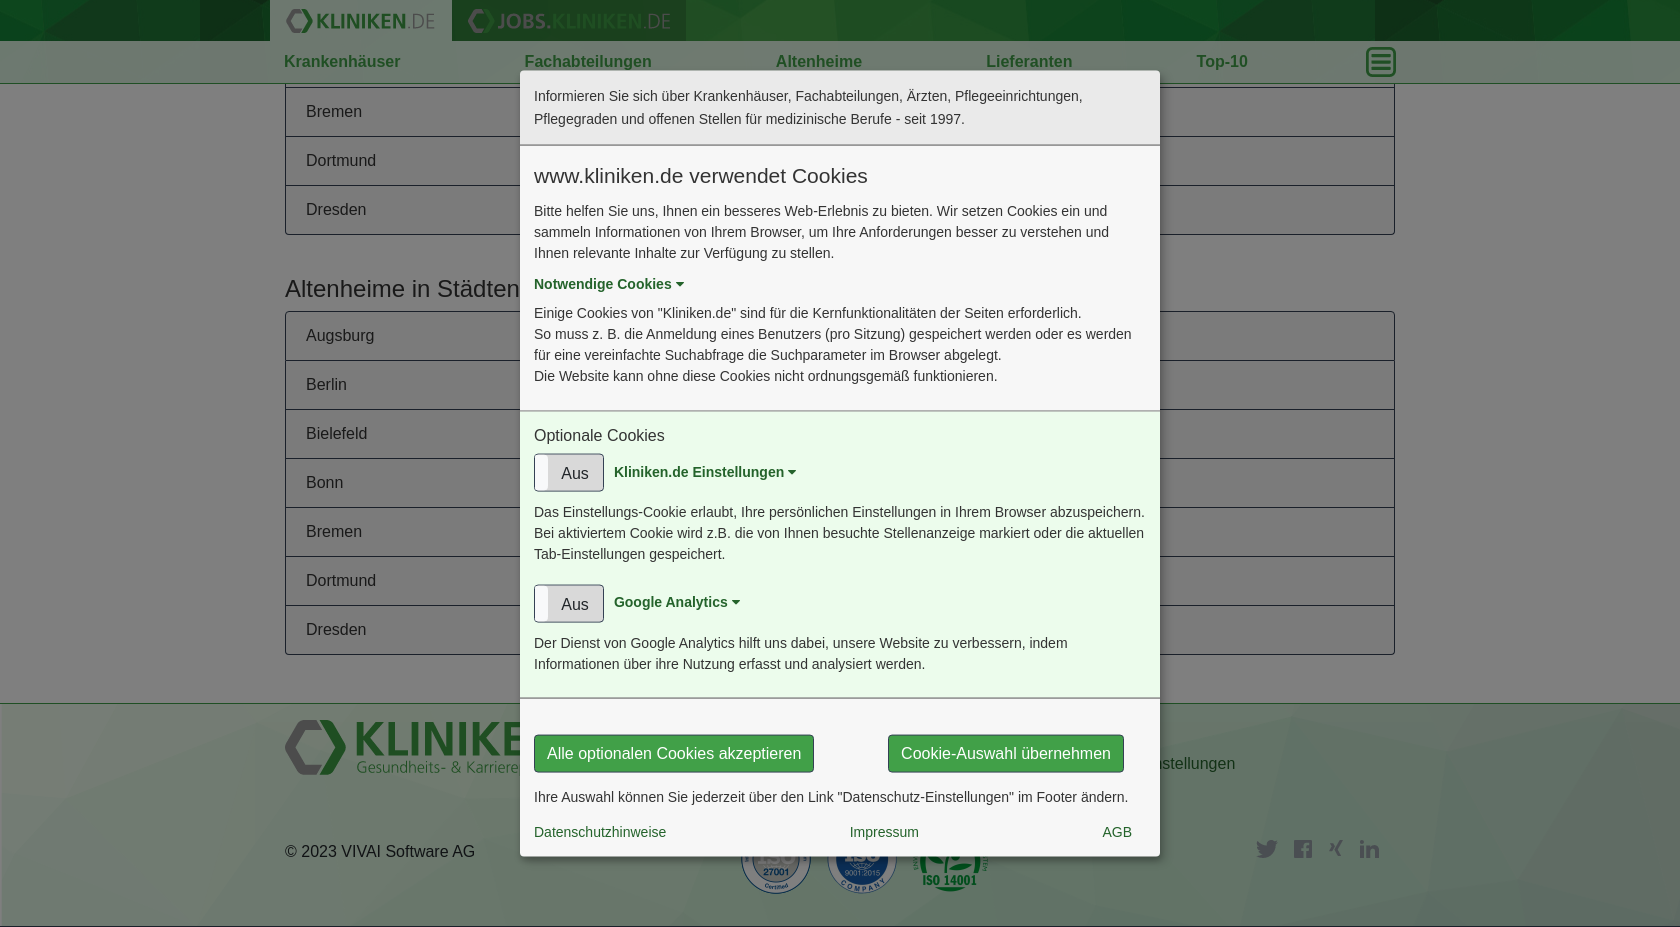 KLINIKEN.DE JOBS.KLINIKEN.DE
Krankenhäuser Fachabteilungen Altenheime Lieferanten Top-10
Bremen
Dortmund
Dresden
Altenheime in Städten
Augsburg
Berlin
Bielefeld
Bonn
Bremen
Dortmund
Dresden
Informieren Sie sich über Krankenhäuser, Fachabteilungen, Ärzten, Pflegeeinrichtungen,
Pflegegraden und offenen Stellen für medizinische Berufe - seit 1997.
www.kliniken.de verwendet Cookies
Bitte helfen Sie uns, Ihnen ein besseres Web-Erlebnis zu bieten. Wir setzen Cookies ein und
sammeln Informationen von Ihrem Browser, um Ihre Anforderungen besser zu verstehen und
Ihnen relevante Inhalte zur Verfügung zu stellen.
Notwendige Cookies
Einige Cookies von "Kliniken.de" sind für die Kernfunktionalitäten der Seiten erforderlich.
So muss z. B. die Anmeldung eines Benutzers (pro Sitzung) gespeichert werden oder es werden
für eine vereinfachte Suchabfrage die Suchparameter im Browser abgelegt.
Die Website kann ohne diese Cookies nicht ordnungsgemäß funktionieren.
Optionale Cookies
Aus Kliniken.de Einstellungen
Das Einstellungs-Cookie erlaubt, Ihre persönlichen Einstellungen in Ihrem Browser abzuspeichern.
Bei aktiviertem Cookie wird z.B. die von Ihnen besuchte Stellenanzeige markiert oder die aktuellen
Tab-Einstellungen gespeichert.
Aus Google Analytics
Der Dienst von Google Analytics hilft uns dabei, unsere Website zu verbessern, indem
Informationen über ihre Nutzung erfasst und analysiert werden.
Alle optionalen Cookies akzeptieren Cookie-Auswahl übernehmen
Ihre Auswahl können Sie jederzeit über den Link "Datenschutz-Einstellungen" im Footer ändern.
Datenschutzhinweise Impressum AGB
KLINIKE
Gesundheits- & Karriere
nstellungen
© 2023 VIVAI Software AG
ISO
27001
Certified
ISO
9001:2015
COMPANY
ISO 14001